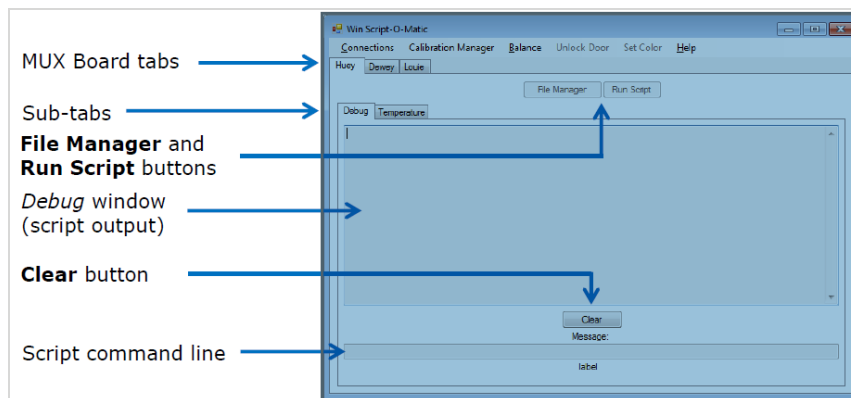 Win Script-O-Matic
Connections Calibration Manager Balance Unlock Door Set Color Help
MUX Board tabs
Huey Dewey Louie
File Manager Run Script
Sub-tabs
Debug Temperature
File Manager and
Run Script buttons
Debug window
(script output)
Clear button
Clear
Message:
Script command line
label